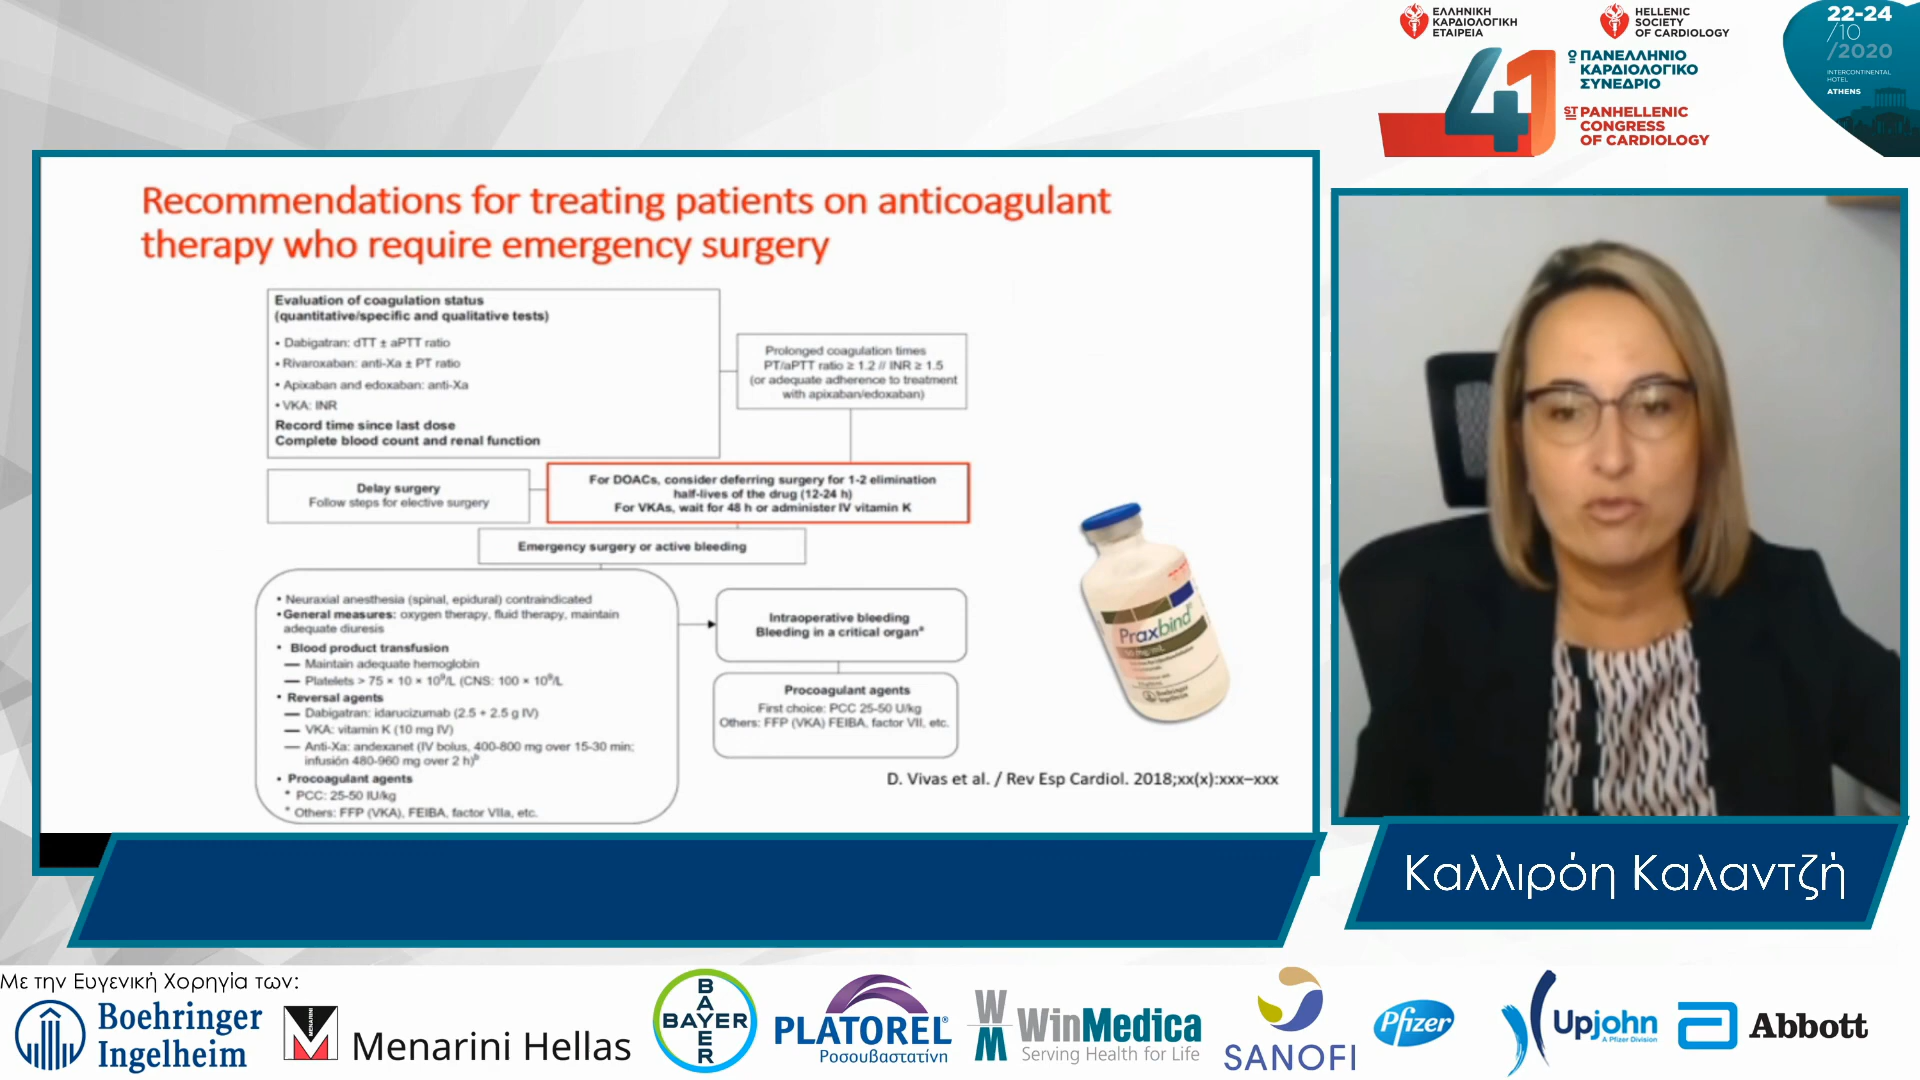 ΕΛΛΗΝΙΚΗ
ΚΑΡΔΙΟΛΟΓΙΚΗ
ΕΤΑΙΡΕΙΑ
HELLENIC
SOCIETY
OF CARDIOLOGY
41
ο ΠΑΝΕΛΛΗΝΙΟ
ΚΑΡΔΙΟΛΟΓΙΚΟ
ΣΥΝΕΔΡΙΟ
ST PANHELLENIC
CONGRESS
OF CARDIOLOGY
22-24
/10
/2020
INTERCONTINENTAL
HOTEL
ATHENS
Recommendations for treating patients on anticoagulant
therapy who require emergency surgery
Evaluation of coagulation status
(quantitative/specific and qualitative tests)
• Dabigatran: dTT ± aPTT ratio
• Rivaroxaban: anti-Xa ± PT ratio
• Apixaban and edoxaban: anti-Xa
• VKA: INR
Record time since last dose
Complete blood count and renal function
Prolonged coagulation times
PT/aPTT ratio ≥ 1.2 // INR ≥ 1.5
(or adequate adherence to treatment
with apixaban/edoxaban)
Delay surgery
Follow steps for elective surgery
For DOACs, consider deferring surgery for 1-2 elimination
half-lives of the drug (12-24 h)
For VKAs, wait for 48 h or administer IV vitamin K
Emergency surgery or active bleeding
• Neuraxial anesthesia (spinal, epidural) contraindicated
• General measures: oxygen therapy, fluid therapy, maintain
adequate diuresis
• Blood product transfusion
— Maintain adequate hemoglobin
— Platelets > 75 × 10 × 10⁹/L (CNS: 100 × 10⁹/L
• Reversal agents
— Dabigatran: idarucizumab (2.5 + 2.5 g IV)
— VKA: vitamin K (10 mg IV)
— Anti-Xa: andexanet (IV bolus, 400-800 mg over 15-30 min;
infusión 480-960 mg over 2 h)ᵇ
• Procoagulant agents
* PCC: 25-50 IU/kg
* Others: FFP (VKA), FEIBA, factor VIIa, etc.
Intraoperative bleeding
Bleeding in a critical organᵃ
Procoagulant agents
First choice: PCC 25-50 U/kg
Others: FFP (VKA) FEIBA, factor VII, etc.
Praxbind
Boehringer
Ingelheim
D. Vivas et al. / Rev Esp Cardiol. 2018;xx(x):xxx–xxx
Καλλιρόη Καλαντζή
Με την Ευγενική Χορηγία των:
Boehringer
Ingelheim
MENARINI
Menarini Hellas
BAYER
BAYER
PLATOREL®
Ροσουβαστατίνη
WM
WinMedica
Serving Health for Life
SANOFI
Pfizer
Upjohn
A Pfizer Division
Abbott